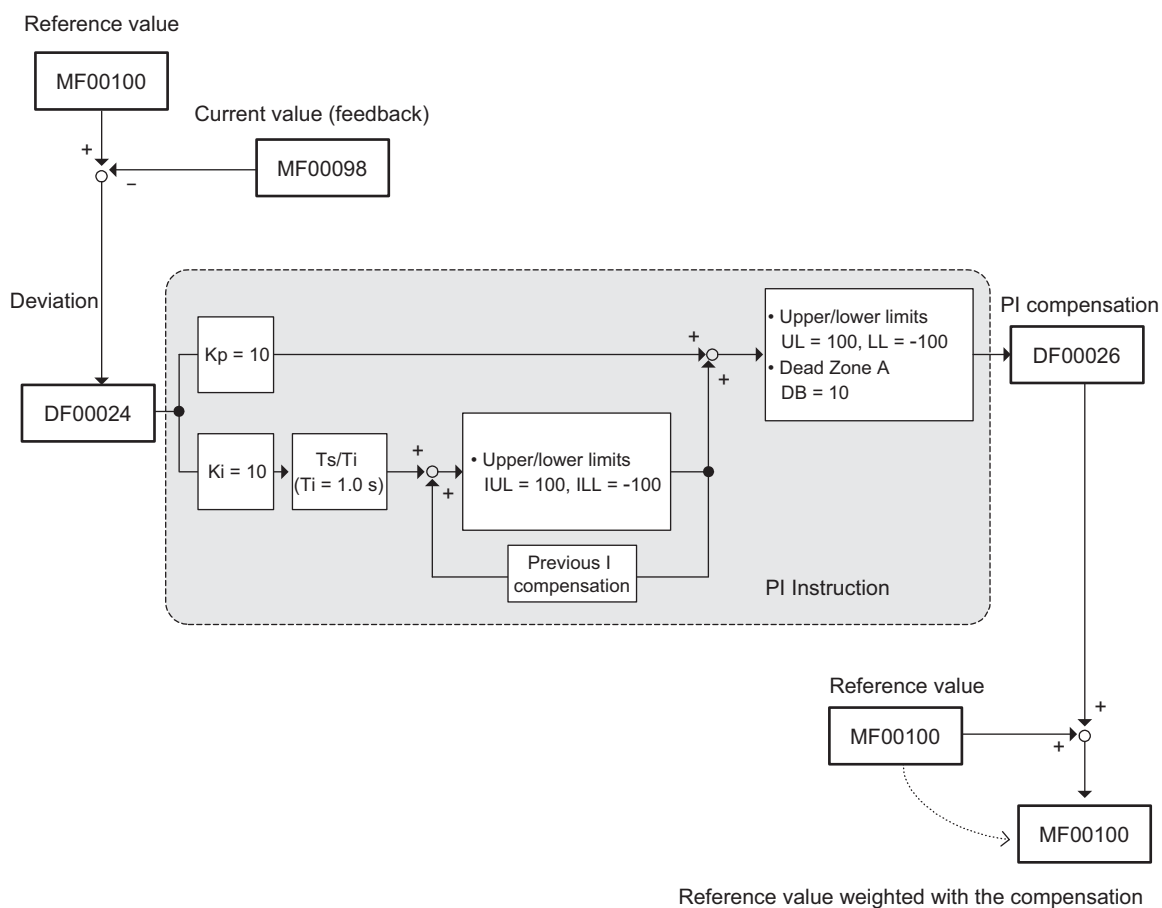 Reference value
MF00100
Current value (feedback)
+
MF00098
−
Deviation
DF00024
Kp = 10
Ki = 10
Ts/Ti
(Ti = 1.0 s)
+
+
• Upper/lower limits
IUL = 100, ILL = -100
Previous I
compensation
+
+
• Upper/lower limits
UL = 100, LL = -100
• Dead Zone A
DB = 10
PI Instruction
PI compensation
DF00026
Reference value
MF00100
+
+
MF00100
Reference value weighted with the compensation